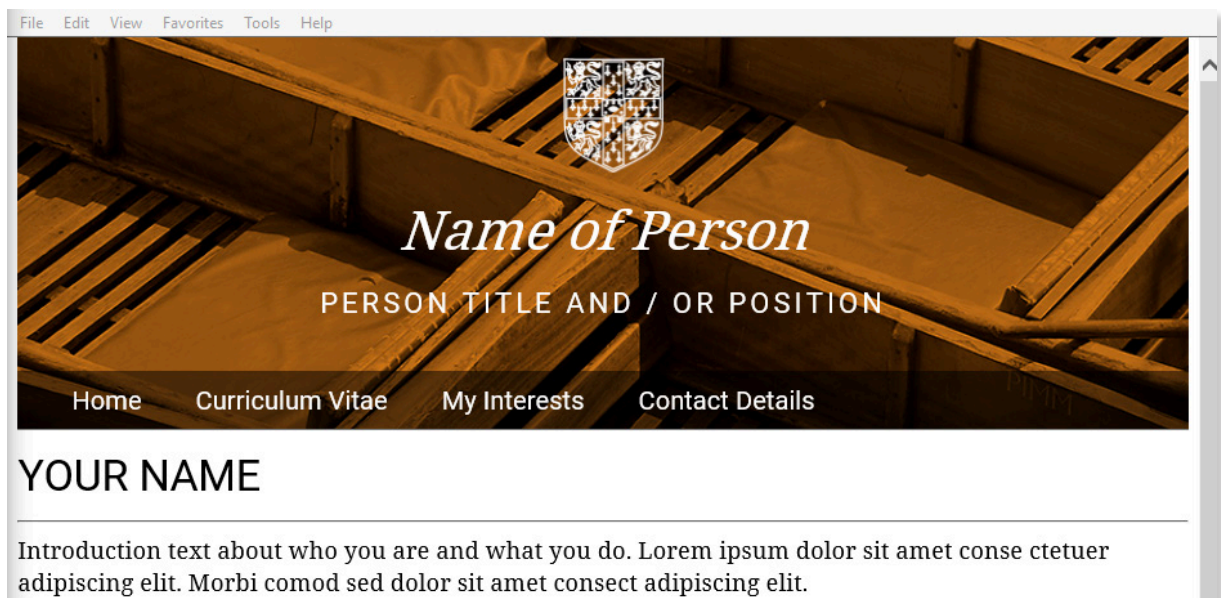 File Edit View Favorites Tools Help
Name of Person
PERSON TITLE AND / OR POSITION
Home Curriculum Vitae My Interests Contact Details
PIMM
YOUR NAME
Introduction text about who you are and what you do. Lorem ipsum dolor sit amet conse ctetuer
adipiscing elit. Morbi comod sed dolor sit amet consect adipiscing elit.